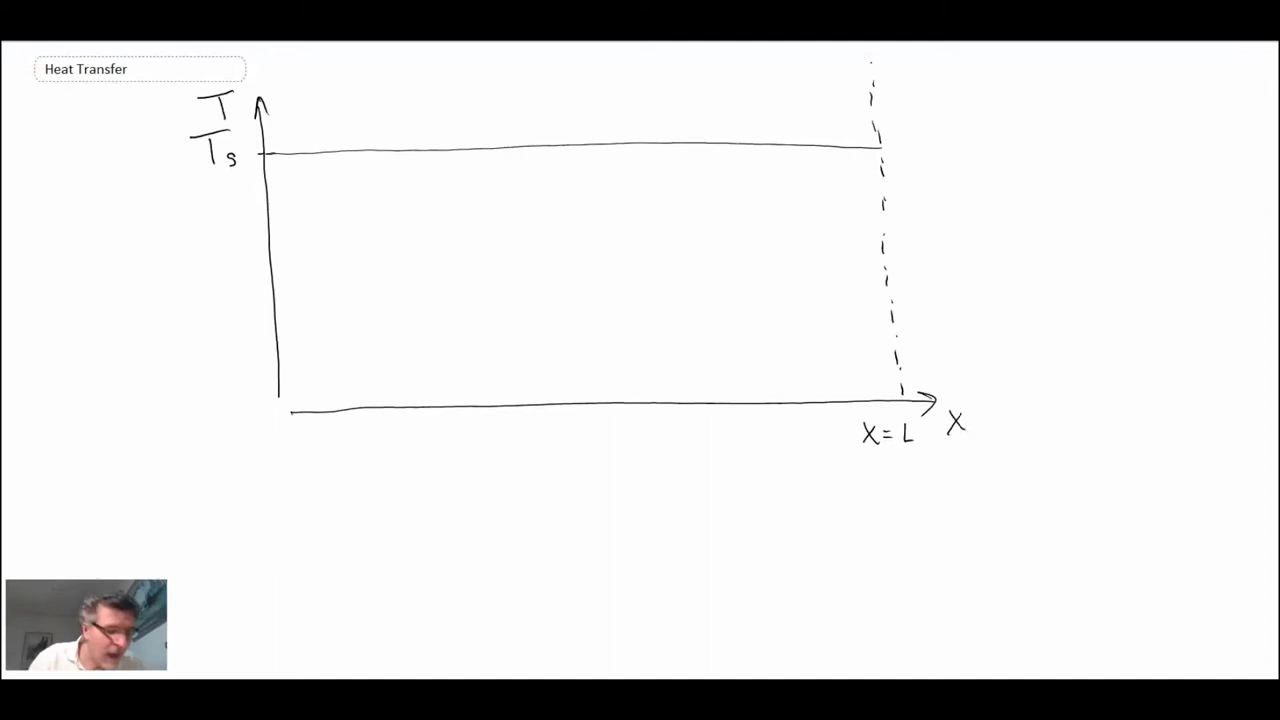 Heat Transfer
T
Ts
X = L
X